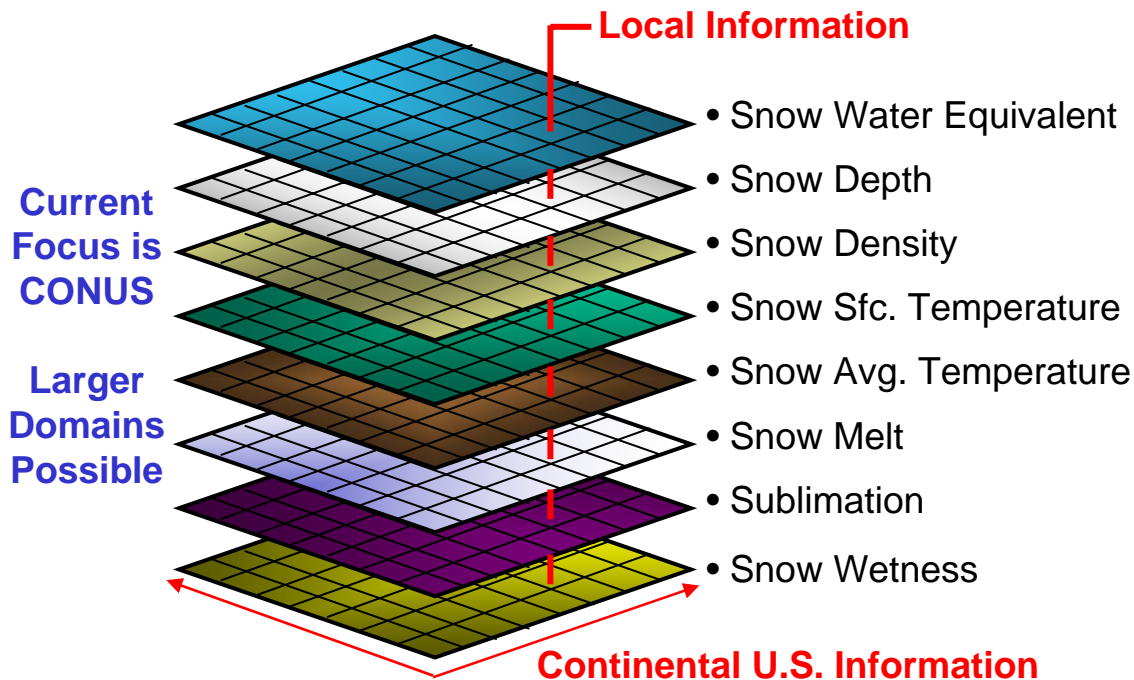 Local Information
• Snow Water Equivalent
• Snow Depth
Current
Focus is
CONUS
• Snow Density
• Snow Sfc. Temperature
Larger
Domains
Possible
• Snow Avg. Temperature
• Snow Melt
• Sublimation
• Snow Wetness
Continental U.S. Information